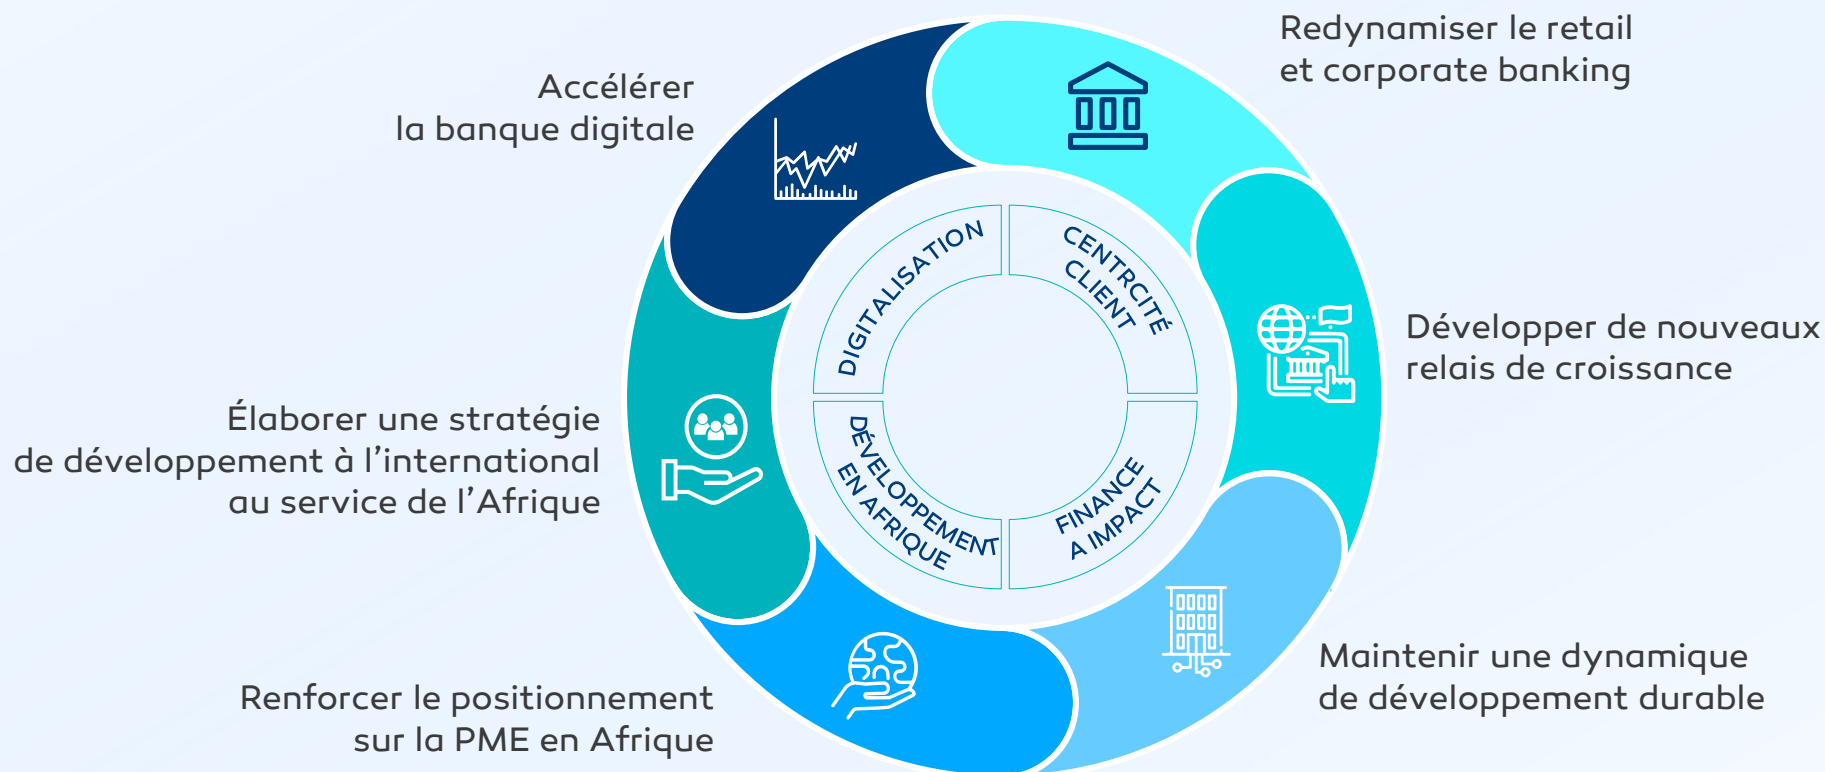 Redynamiser le retail
et corporate banking
Accélérer
la banque digitale
Développer de nouveaux
relais de croissance
Élaborer une stratégie
de développement à l’international
au service de l’Afrique
Maintenir une dynamique
de développement durable
Renforcer le positionnement
sur la PME en Afrique
DIGITALISATION
CENTRCITÉ
CLIENT
DÉVELOPPEMENT
EN AFRIQUE
FINANCE
A IMPACT